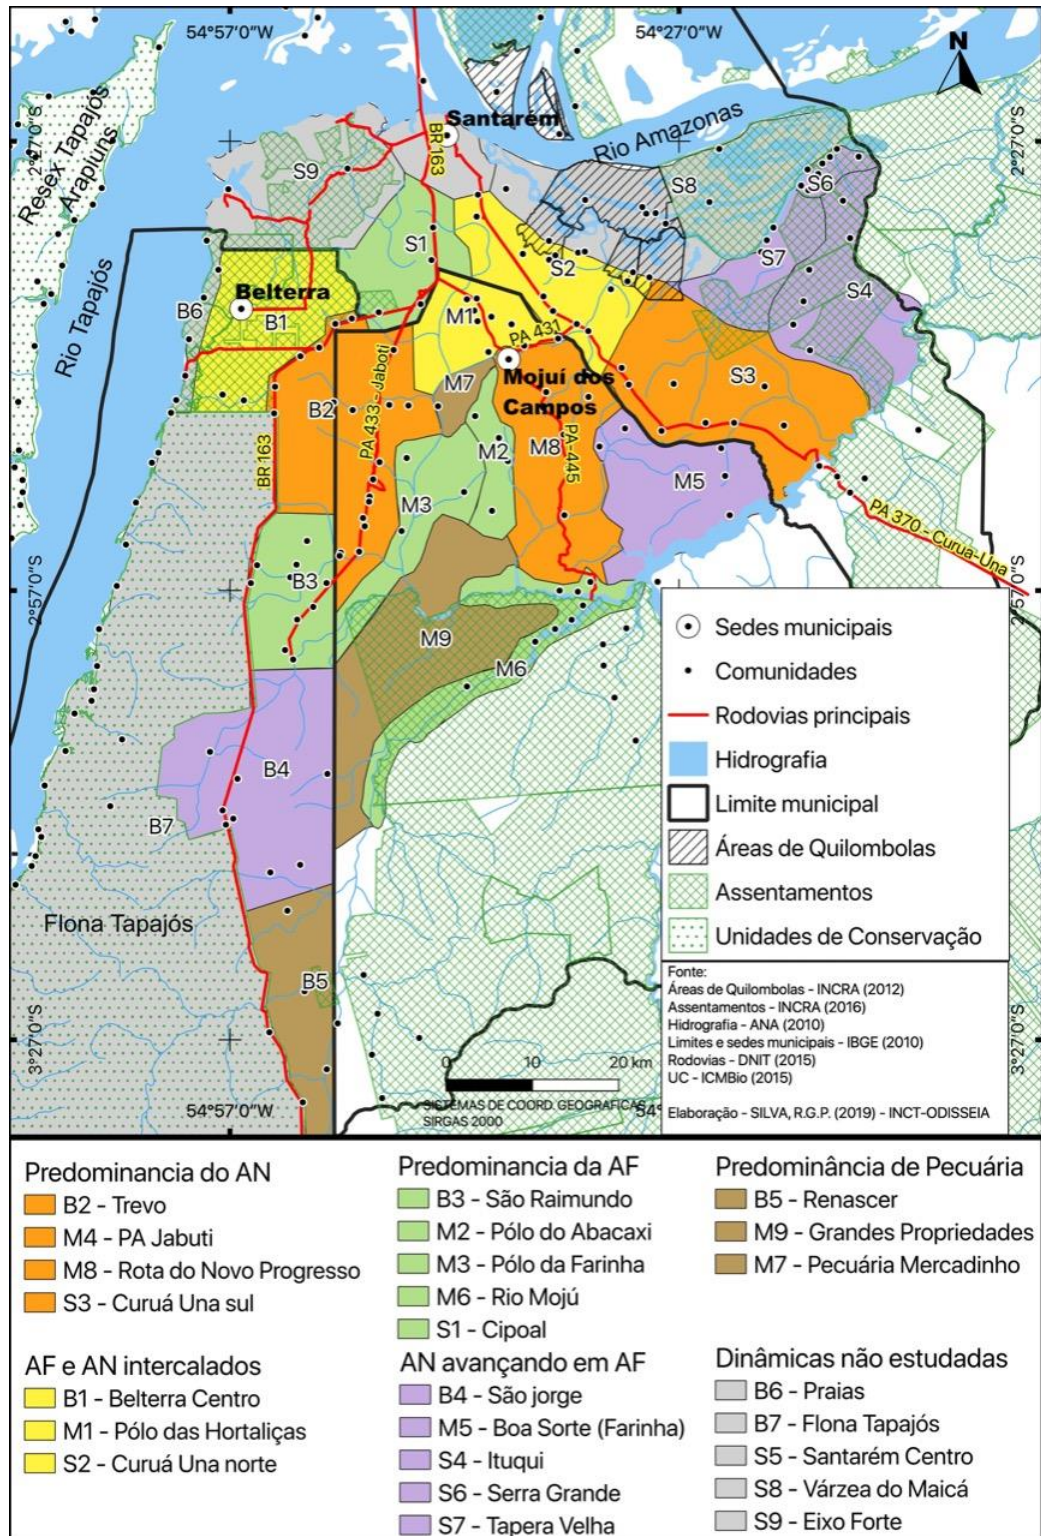 54°57'0"W
54°27'0"W
N
Santarém
Rio Amazonas
2°27'0"S
2°27'0"S
Resex Tapajós
Arapiuns
BR 163
S9
S8
S6
S1
S2
S7
S4
Rio Tapajós
B6
Belterra
B1
M1
PA 431
Mojuí dos
Campos
M7
S3
B2
PA 433 - Jaboti
M2
M8
PA-445
BR 163
M5
M3
PA 370 - Curua-Una
2°57'0"S
2°57'0"S
B3
M9
M6
B4
B7
Flona Tapajós
B5
3°27'0"S
3°27'0"S
Sedes municipais
Comunidades
Rodovias principais
Hidrografia
Limite municipal
Áreas de Quilombolas
Assentamentos
Unidades de Conservação
Fonte:
Áreas de Quilombolas - INCRA (2012)
Assentamentos - INCRA (2016)
Hidrografia - ANA (2010)
Limites e sedes municipais - IBGE (2010)
Rodovias - DNIT (2015)
UC - ICMBio (2015)
Elaboração - SILVA, R.G.P. (2019) - INCT-ODISSEIA
0 10 20 km
54°57'0"W
SISTEMAS DE COORD. GEOGRAFICAS
SIRGAS 2000
54°
Predominancia do AN
B2 - Trevo
M4 - PA Jabuti
M8 - Rota do Novo Progresso
S3 - Curuá Una sul
AF e AN intercalados
B1 - Belterra Centro
M1 - Pólo das Hortaliças
S2 - Curuá Una norte
Predominancia da AF
B3 - São Raimundo
M2 - Pólo do Abacaxi
M3 - Pólo da Farinha
M6 - Rio Mojú
S1 - Cipoal
AN avançando em AF
B4 - São jorge
M5 - Boa Sorte (Farinha)
S4 - Ituqui
S6 - Serra Grande
S7 - Tapera Velha
Predominância de Pecuária
B5 - Renascer
M9 - Grandes Propriedades
M7 - Pecuária Mercadinho
Dinâmicas não estudadas
B6 - Praias
B7 - Flona Tapajós
S5 - Santarém Centro
S8 - Várzea do Maicá
S9 - Eixo Forte